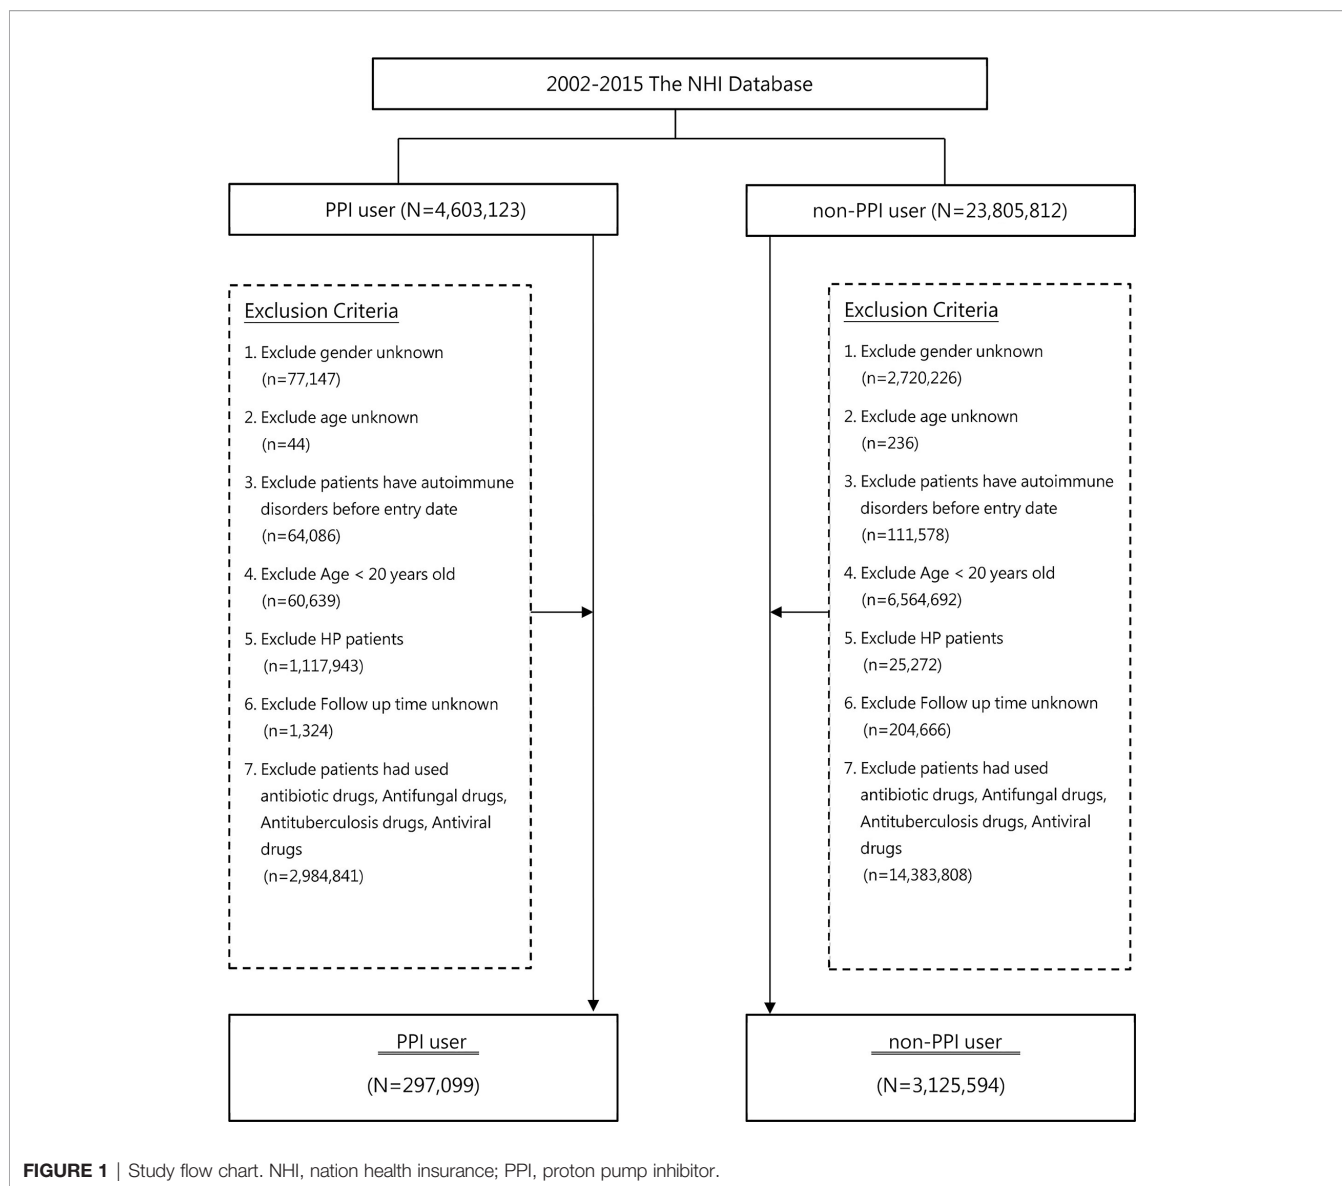 2002-2015 The NHI Database
PPI user (N=4,603,123)
non-PPI user (N=23,805,812)
Exclusion Criteria
1. Exclude gender unknown
(n=77,147)
2. Exclude age unknown
(n=44)
3. Exclude patients have autoimmune
disorders before entry date
(n=64,086)
4. Exclude Age < 20 years old
(n=60,639)
5. Exclude HP patients
(n=1,117,943)
6. Exclude Follow up time unknown
(n=1,324)
7. Exclude patients had used
antibiotic drugs, Antifungal drugs,
Antituberculosis drugs, Antiviral
drugs
(n=2,984,841)
Exclusion Criteria
1. Exclude gender unknown
(n=2,720,226)
2. Exclude age unknown
(n=236)
3. Exclude patients have autoimmune
disorders before entry date
(n=111,578)
4. Exclude Age < 20 years old
(n=6,564,692)
5. Exclude HP patients
(n=25,272)
6. Exclude Follow up time unknown
(n=204,666)
7. Exclude patients had used
antibiotic drugs, Antifungal drugs,
Antituberculosis drugs, Antiviral
drugs
(n=14,383,808)
PPI user
(N=297,099)
non-PPI user
(N=3,125,594)
FIGURE 1 | Study flow chart. NHI, nation health insurance; PPI, proton pump inhibitor.